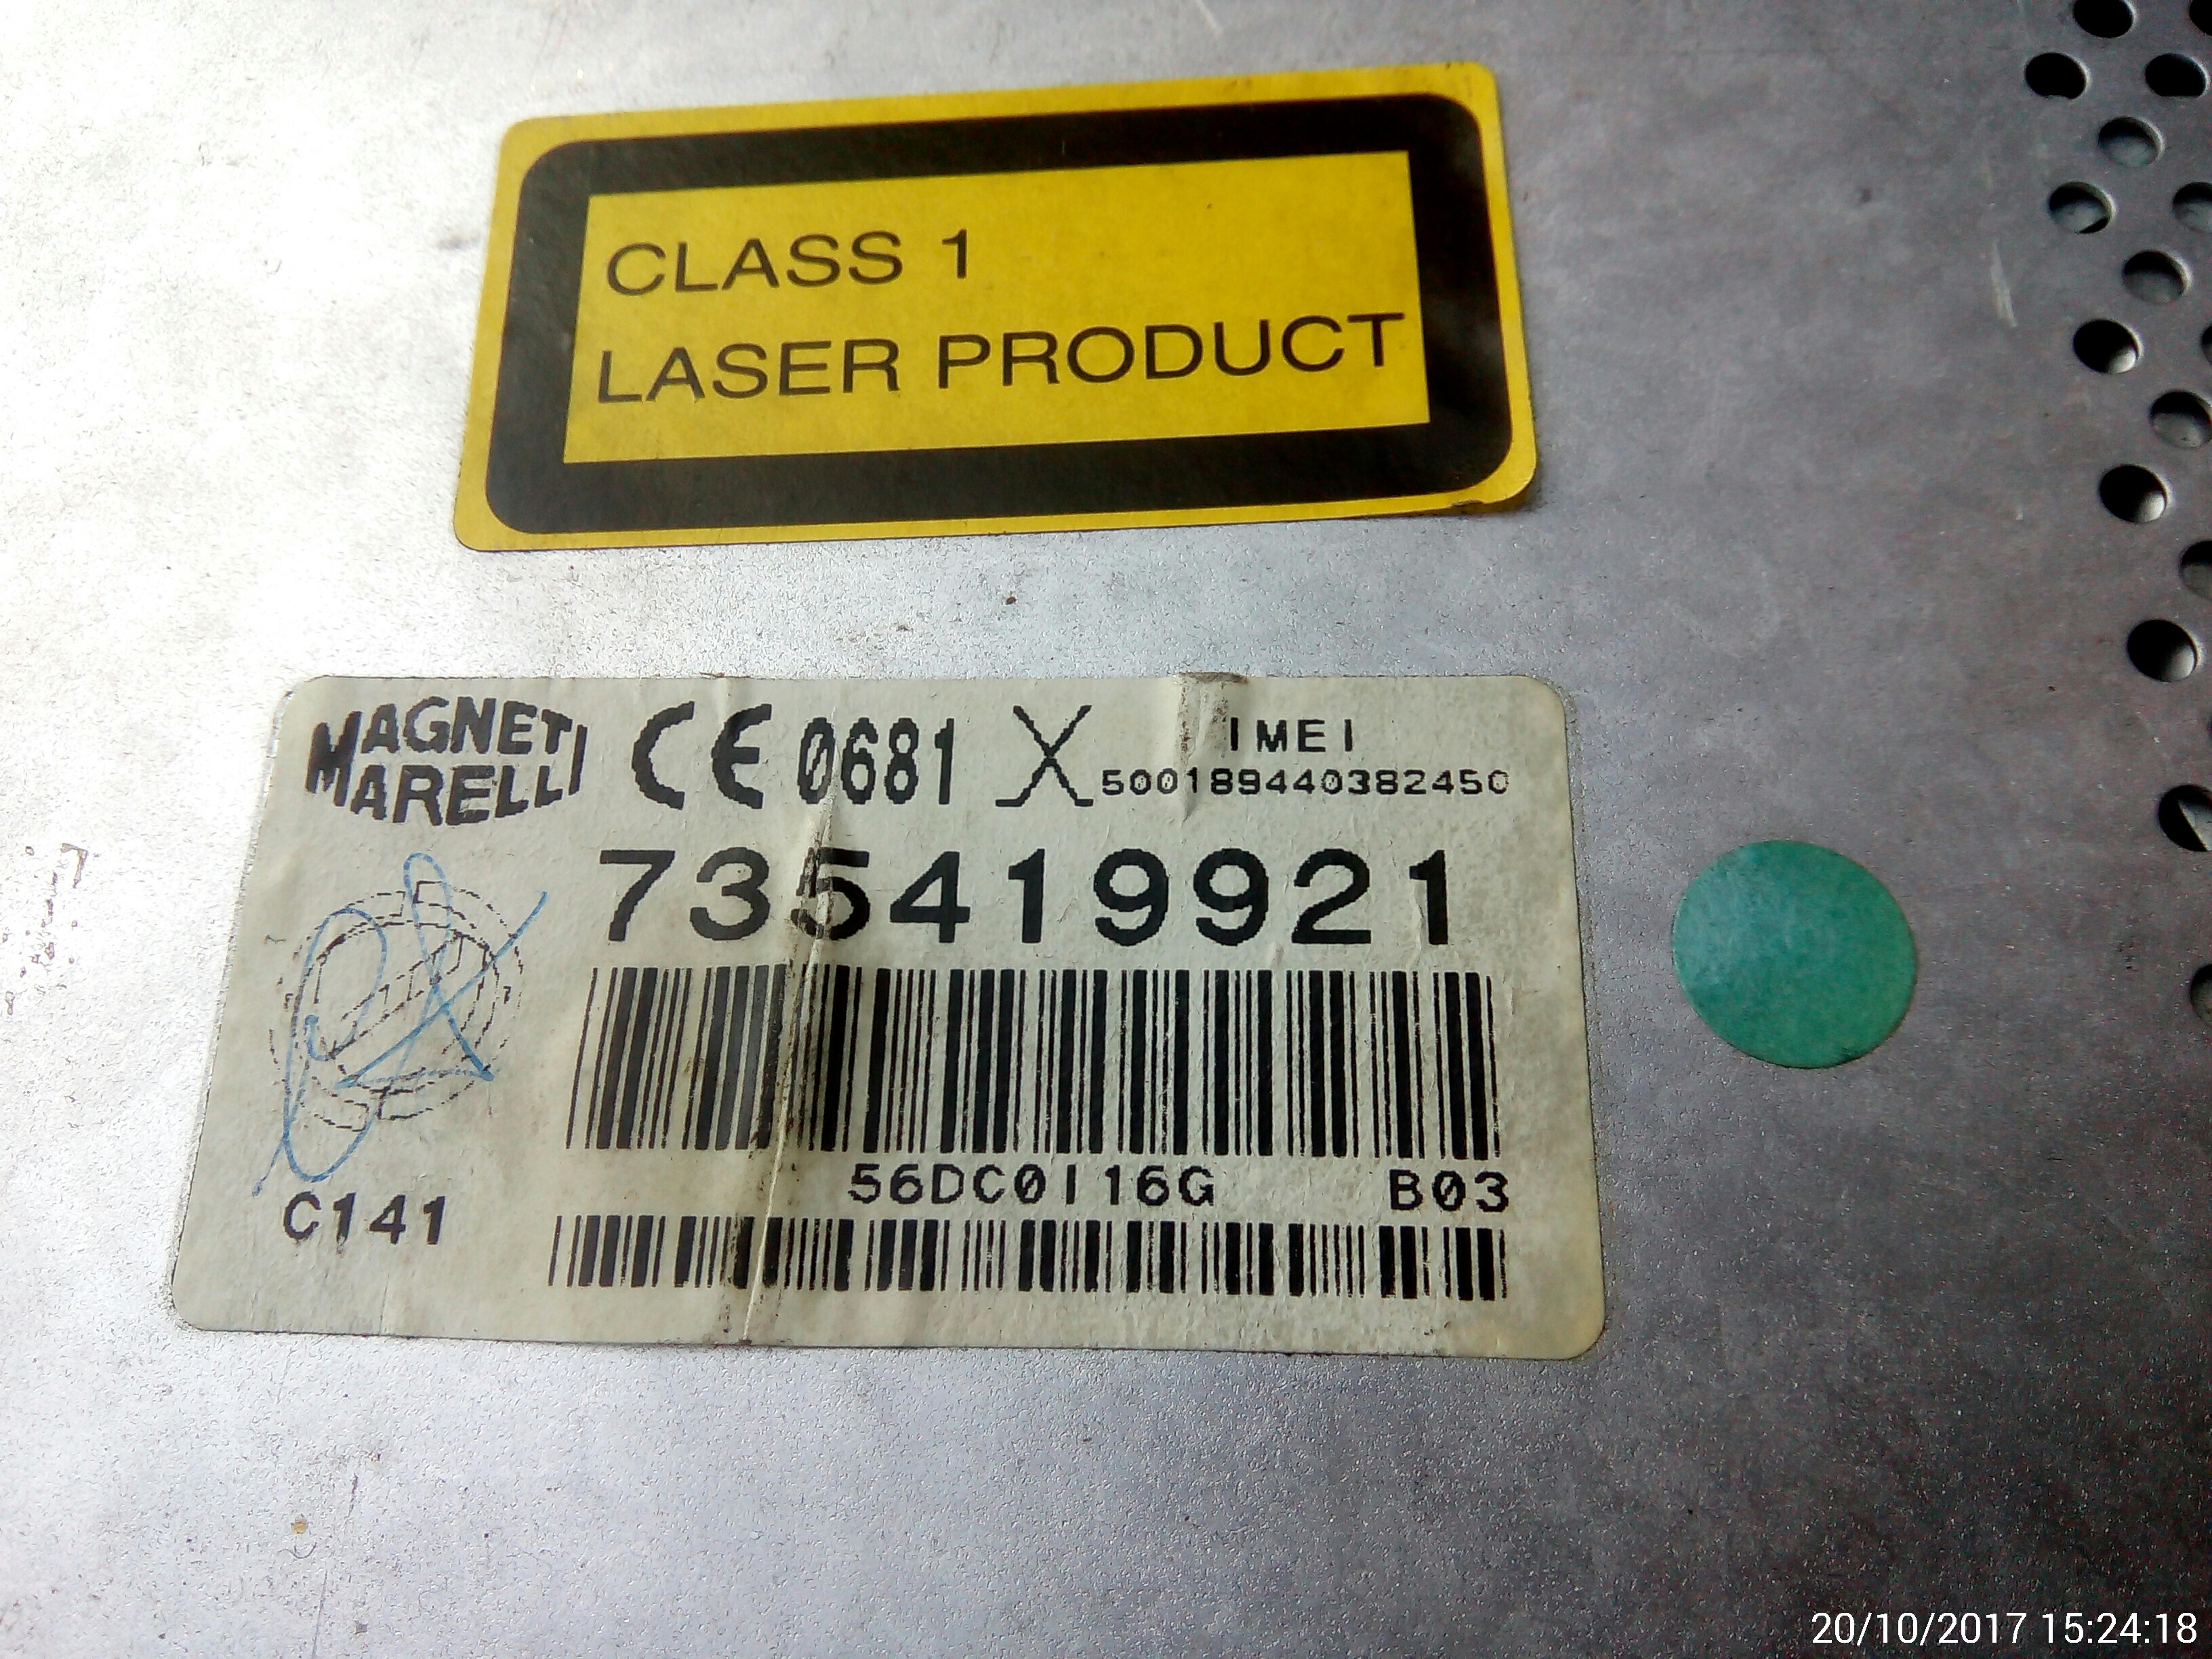 CLASS 1
LASER PRODUCT
MAGNETI
MARELLI
CE 0681
IMEI
500189440382450
735419921
56DC0116G B03
C141
20/10/2017 15:24:18